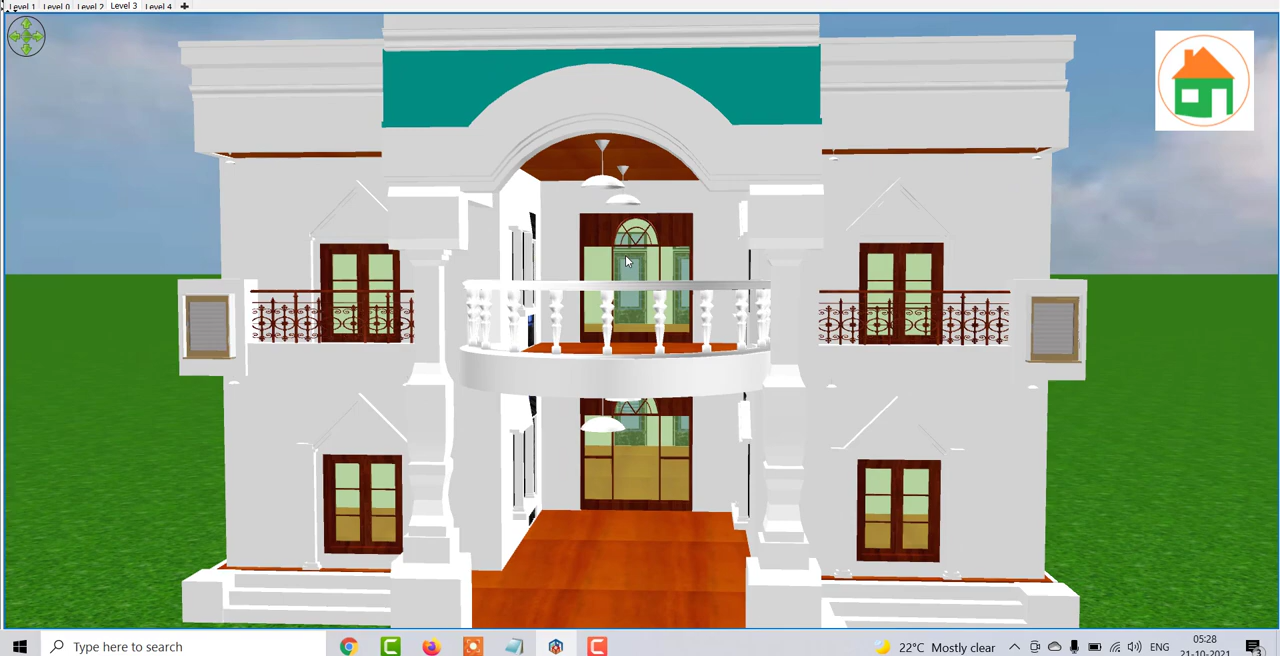 Level 1 Level 0 Level 2 Level 3 Level 4
Type here to search
22°C Mostly clear
ENG
05:28
21-10-2021
3